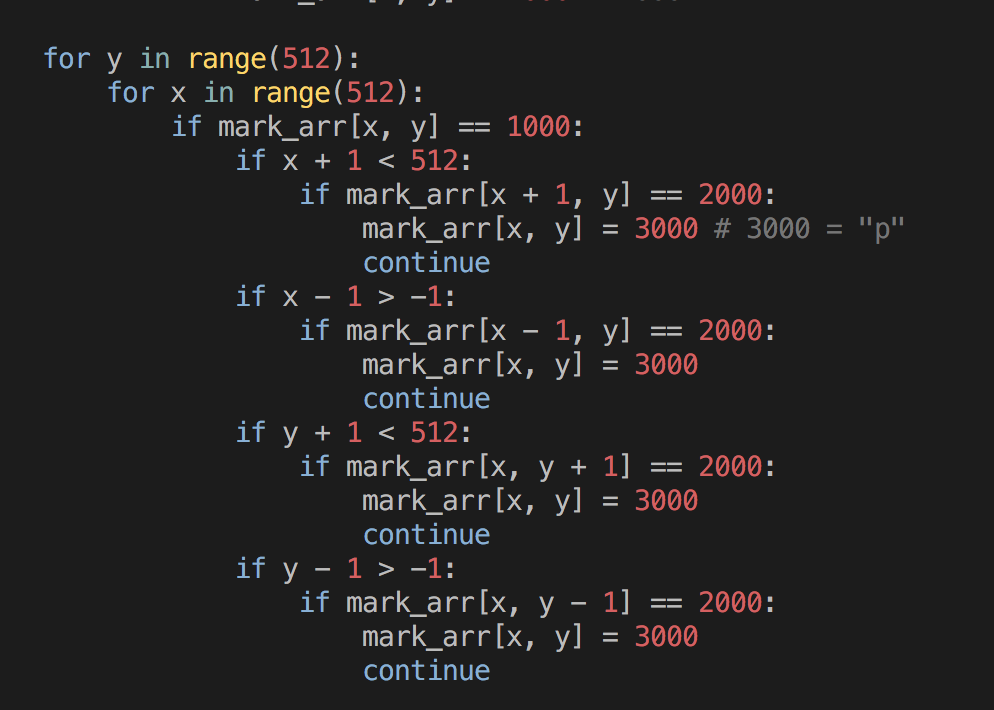 for y in range(512):
    for x in range(512):
        if mark_arr[x, y] == 1000:
            if x + 1 < 512:
                if mark_arr[x + 1, y] == 2000:
                    mark_arr[x, y] = 3000 # 3000 = "p"
                    continue
            if x - 1 > -1:
                if mark_arr[x - 1, y] == 2000:
                    mark_arr[x, y] = 3000
                    continue
            if y + 1 < 512:
                if mark_arr[x, y + 1] == 2000:
                    mark_arr[x, y] = 3000
                    continue
            if y - 1 > -1:
                if mark_arr[x, y - 1] == 2000:
                    mark_arr[x, y] = 3000
                    continue